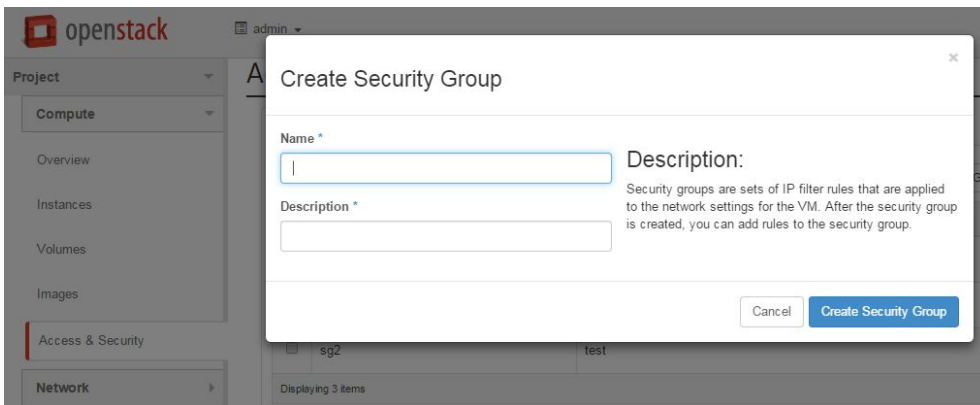 openstack
admin
Project
Compute
Overview
Instances
Volumes
Images
Access & Security
Network
A
Create Security Group
×
Name *
Description *
Description:
Security groups are sets of IP filter rules that are applied
to the network settings for the VM. After the security group
is created, you can add rules to the security group.
Cancel
Create Security Group
sg2
test
Displaying 3 items